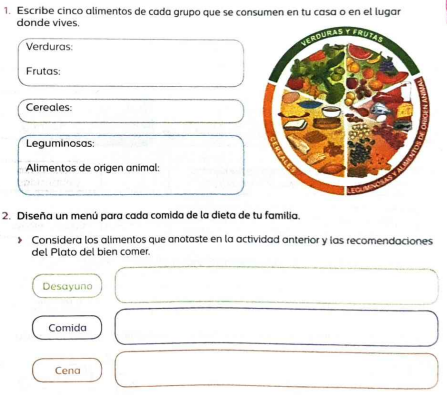 1. Escribe cinco alimentos de cada grupo que se consumen en tu casa o en el lugar
donde vives.
Verduras:
Frutas:
Cereales:
Leguminosas:
Alimentos de origen animal:
VERDURAS Y FRUTAS
CEREALES
LEGUMINOSAS Y ALIMENTOS DE ORIGEN ANIMAL
2. Diseña un menú para cada comida de la dieta de tu familia.
Considera los alimentos que anotaste en la actividad anterior y las recomendaciones
del Plato del bien comer.
Desayuno
Comida
Cena